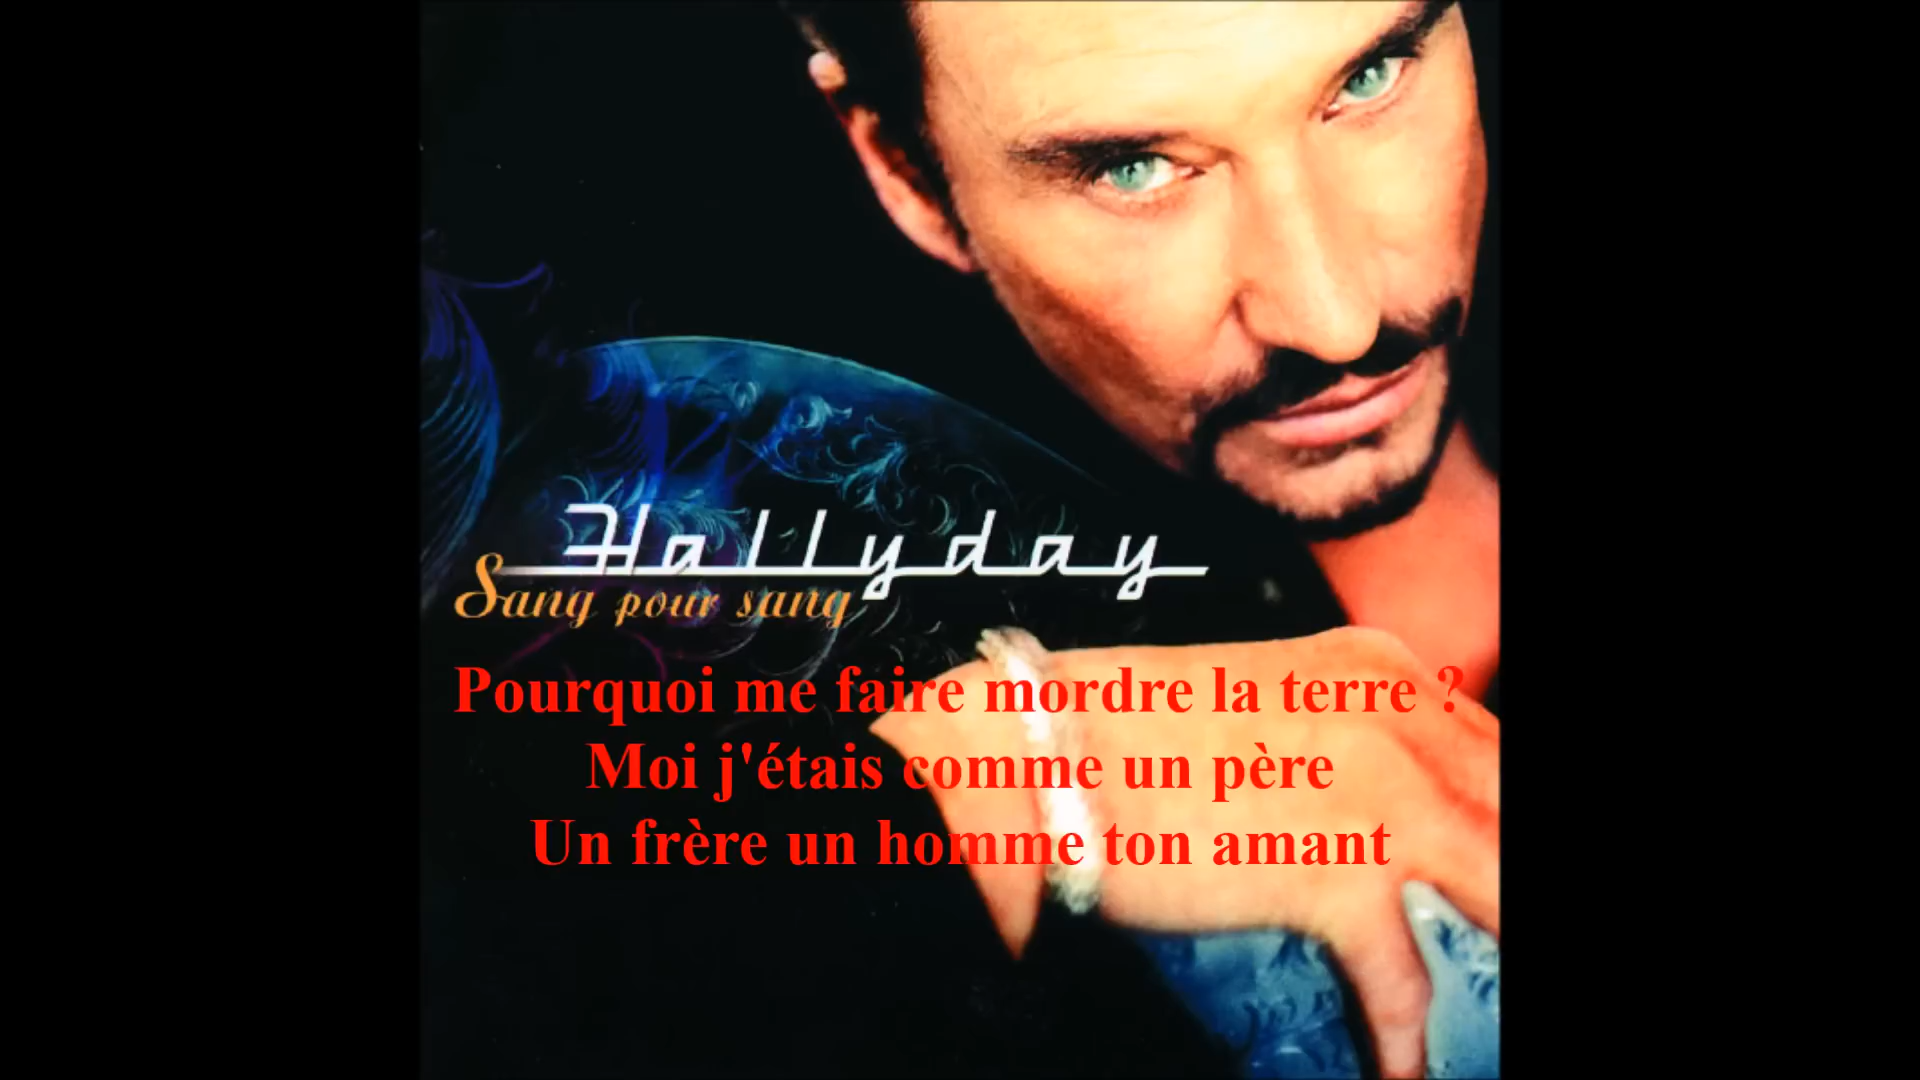 Hallyday
Sang pour sang
Pourquoi me faire mordre la terre ?
Moi j'étais comme un père
Un frère un homme ton amant